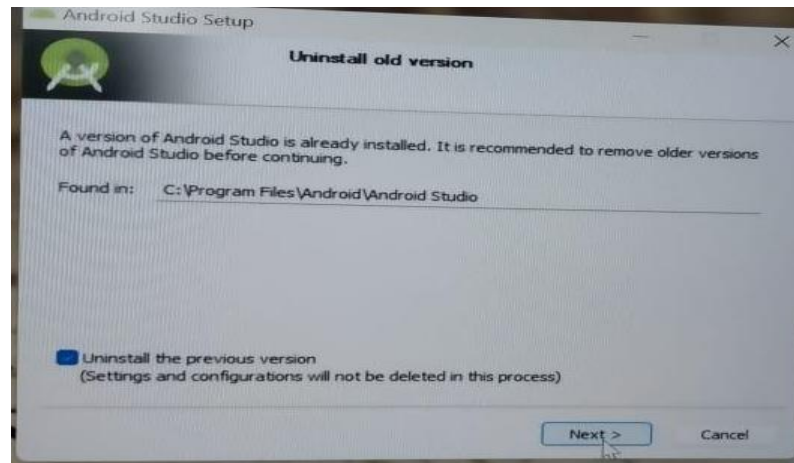 Android Studio Setup
Uninstall old version
A version of Android Studio is already installed. It is recommended to remove older versions
of Android Studio before continuing.
Found in: C:\Program Files\Android\Android Studio
Uninstall the previous version
(Settings and configurations will not be deleted in this process)
Next > Cancel